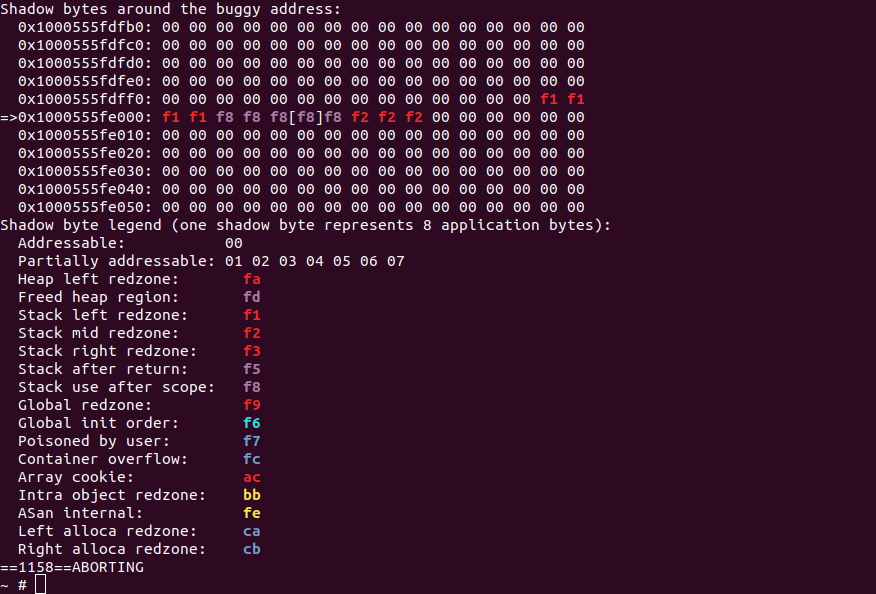 Shadow bytes around the buggy address:
  0x1000555fdfb0: 00 00 00 00 00 00 00 00 00 00 00 00 00 00 00 00
  0x1000555fdfc0: 00 00 00 00 00 00 00 00 00 00 00 00 00 00 00 00
  0x1000555fdfd0: 00 00 00 00 00 00 00 00 00 00 00 00 00 00 00 00
  0x1000555fdfe0: 00 00 00 00 00 00 00 00 00 00 00 00 00 00 00 00
  0x1000555fdff0: 00 00 00 00 00 00 00 00 00 00 00 00 00 00 f1 f1
=>0x1000555fe000: f1 f1 f8 f8 f8[f8]f8 f2 f2 f2 00 00 00 00 00 00
  0x1000555fe010: 00 00 00 00 00 00 00 00 00 00 00 00 00 00 00 00
  0x1000555fe020: 00 00 00 00 00 00 00 00 00 00 00 00 00 00 00 00
  0x1000555fe030: 00 00 00 00 00 00 00 00 00 00 00 00 00 00 00 00
  0x1000555fe040: 00 00 00 00 00 00 00 00 00 00 00 00 00 00 00 00
  0x1000555fe050: 00 00 00 00 00 00 00 00 00 00 00 00 00 00 00 00
Shadow byte legend (one shadow byte represents 8 application bytes):
  Addressable:           00
  Partially addressable: 01 02 03 04 05 06 07
  Heap left redzone:       fa
  Freed heap region:       fd
  Stack left redzone:      f1
  Stack mid redzone:       f2
  Stack right redzone:     f3
  Stack after return:      f5
  Stack use after scope:   f8
  Global redzone:          f9
  Global init order:       f6
  Poisoned by user:        f7
  Container overflow:      fc
  Array cookie:            ac
  Intra object redzone:    bb
  ASan internal:           fe
  Left alloca redzone:     ca
  Right alloca redzone:    cb
==1158==ABORTING
~ #